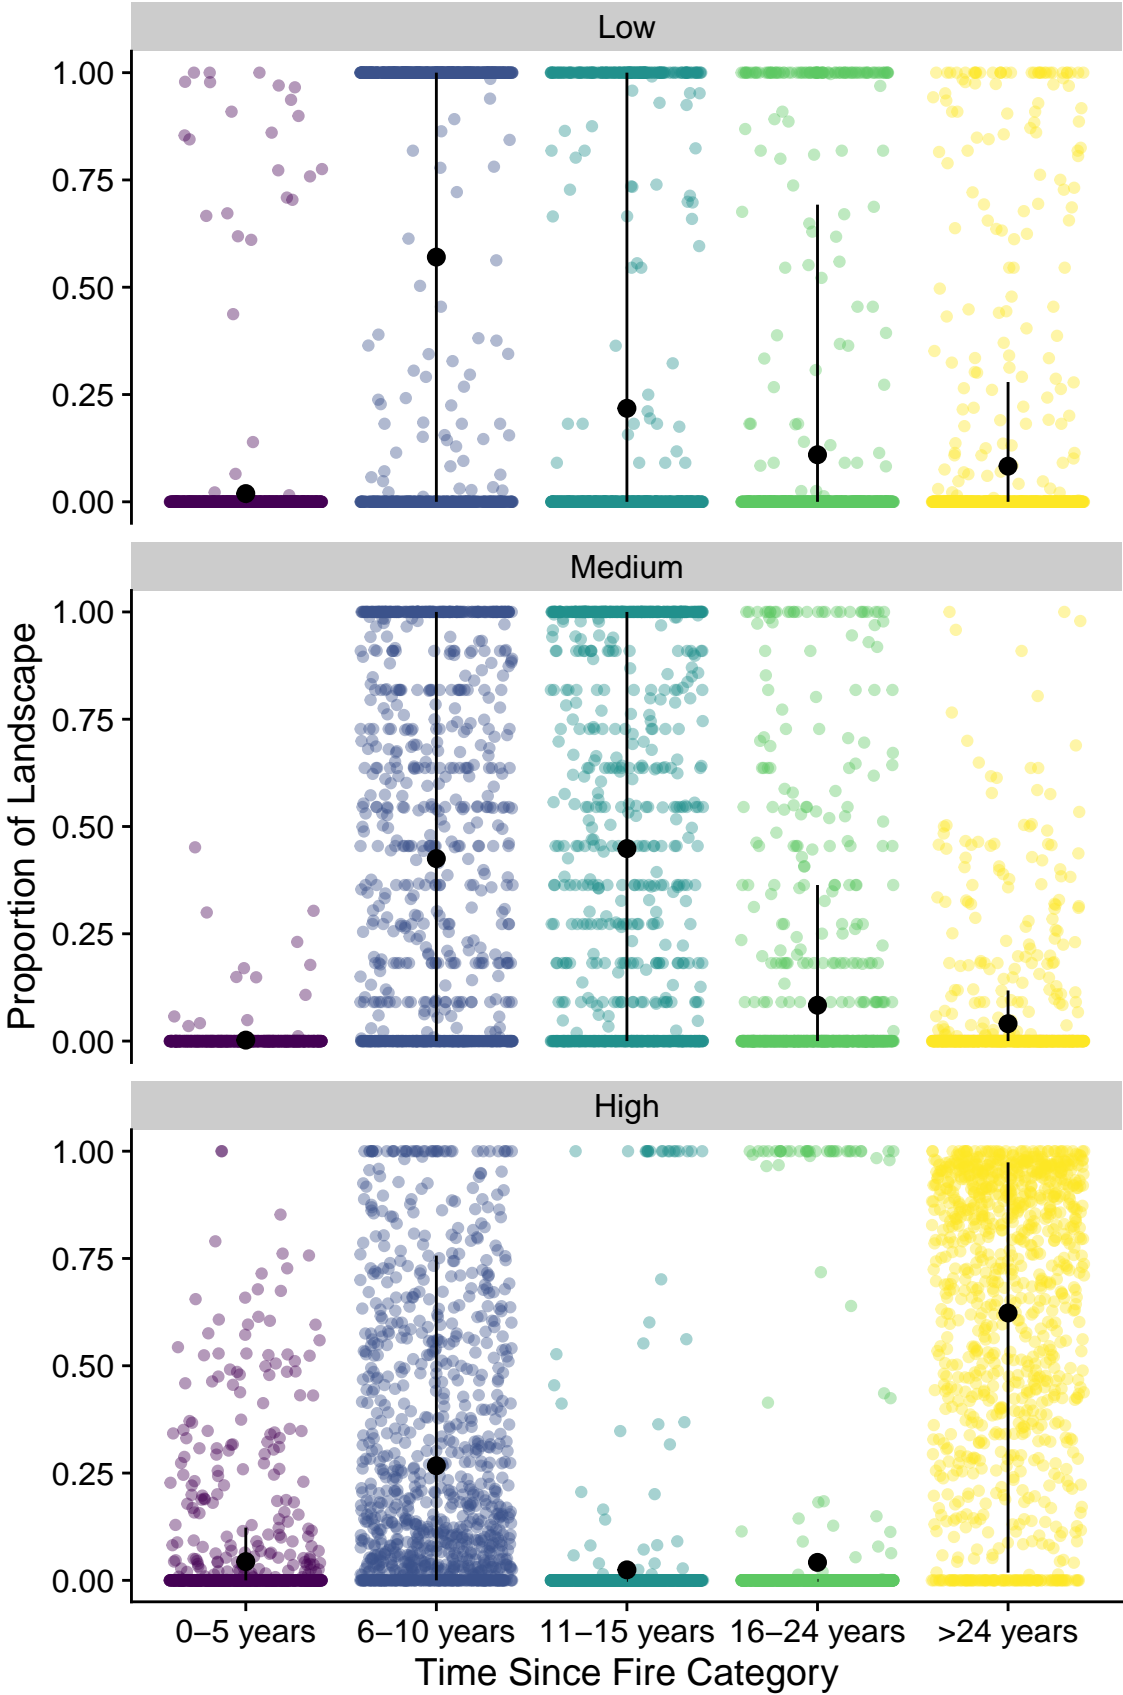 Low
1.00
0.75
0.50
0.25
0.00
Medium
1.00
0.75
0.50
0.25
0.00
High
1.00
0.75
0.50
0.25
0.00
Proportion of Landscape
0–5 years 6–10 years 11–15 years 16–24 years >24 years
Time Since Fire Category